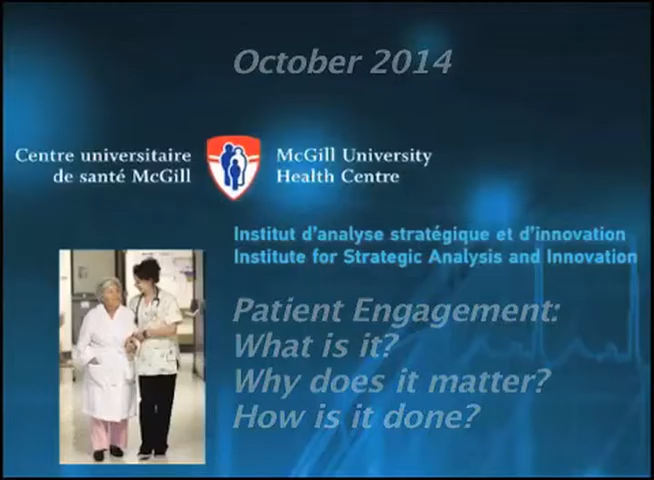 October 2014
Centre universitaire
de santé McGill
McGill University
Health Centre
Institut d'analyse stratégique et d'innovation
Institute for Strategic Analysis and Innovation
Patient Engagement:
What is it?
Why does it matter?
How is it done?